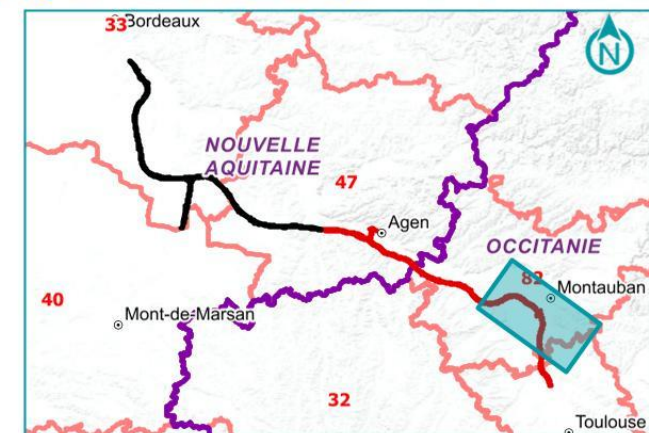 33
Bordeaux
N
NOUVELLE
AQUITAINE
47
Agen
OCCITANIE
82
Montauban
40
Mont-de-Marsan
32
Toulouse